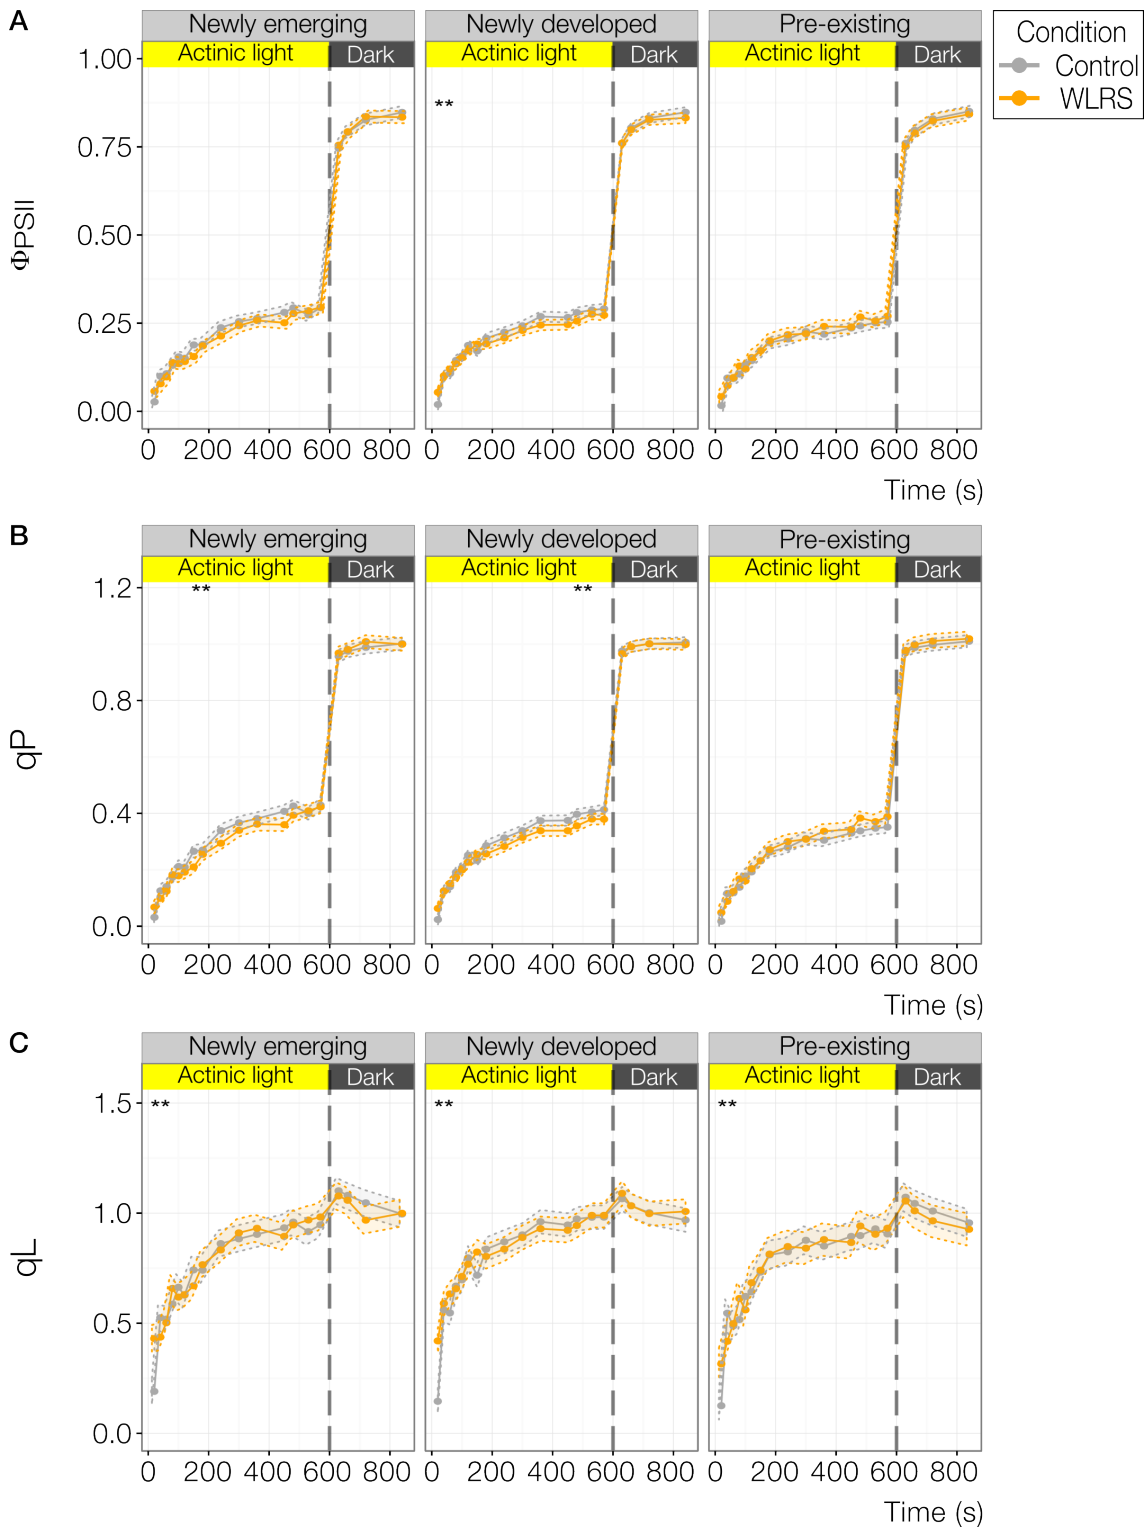 A
Newly emerging Newly developed Pre-existing
Actinic light Dark Actinic light Dark Actinic light Dark
Condition
Control
WLRS
**
1.00
0.75
0.50
0.25
0.00
ΦPSII
0 200 400 600 800 0 200 400 600 800 0 200 400 600 800
Time (s)
B
Newly emerging Newly developed Pre-existing
Actinic light Dark Actinic light Dark Actinic light Dark
** **
1.2
0.8
0.4
0.0
qP
0 200 400 600 800 0 200 400 600 800 0 200 400 600 800
Time (s)
C
Newly emerging Newly developed Pre-existing
Actinic light Dark Actinic light Dark Actinic light Dark
** ** **
1.5
1.0
0.5
0.0
qL
0 200 400 600 800 0 200 400 600 800 0 200 400 600 800
Time (s)